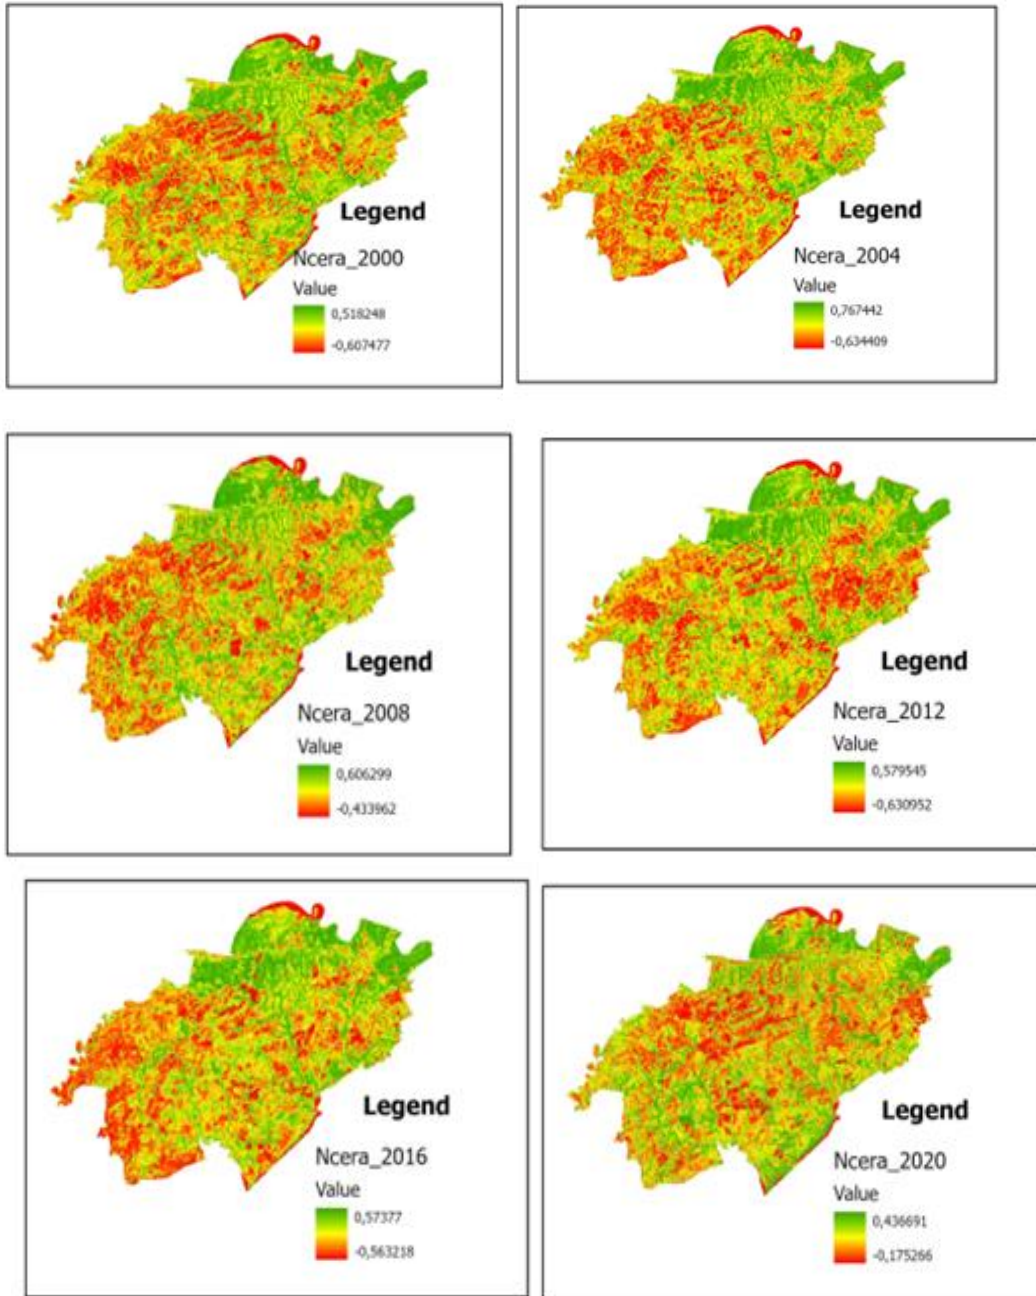 Legend
Ncera_2000
Value
0,518248
-0,607477
Legend
Ncera_2004
Value
0,767442
-0,634409
Legend
Ncera_2008
Value
0,606299
-0,433962
Legend
Ncera_2012
Value
0,579545
-0,630952
Legend
Ncera_2016
Value
0,57377
-0,563218
Legend
Ncera_2020
Value
0,436691
-0,175266